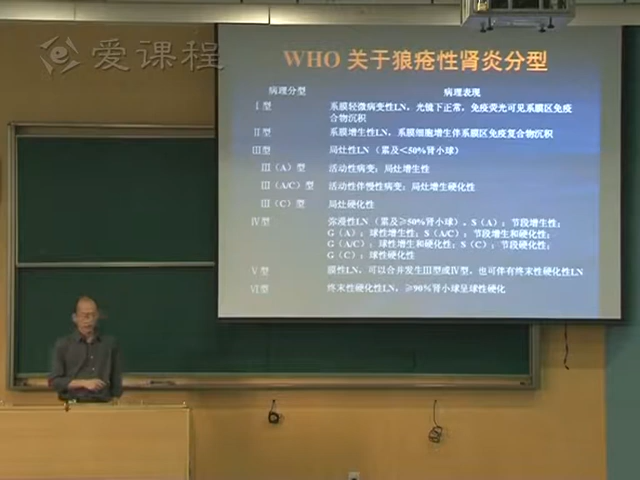 爱课程
WHO 关于狼疮性肾炎分型
病理分型 病理表现
Ⅰ型 系膜轻微病变性LN，光镜下正常，免疫荧光可见系膜区免疫
合物沉积
Ⅱ型 系膜增生性LN，系膜细胞增生伴系膜区免疫复合物沉积
Ⅲ型 局灶性LN（累及＜50%肾小球）
Ⅲ（A）型 活动性病变：局灶增生性
Ⅲ（A/C）型 活动性伴慢性病变：局灶增生硬化性
Ⅲ（C）型 局灶硬化性
Ⅳ型 弥漫性LN（累及≥50%肾小球），S（A）：节段增生性；
G（A）：球性增生性；S（A/C）：节段增生和硬化性；
G（A/C）：球性增生和硬化性；S（C）：节段硬化性；
G（C）：球性硬化性
Ⅴ型 膜性LN，可以合并发生Ⅲ型或Ⅳ型，也可伴有终末性硬化性LN
Ⅵ型 终末性硬化性LN，≥90%肾小球呈球性硬化